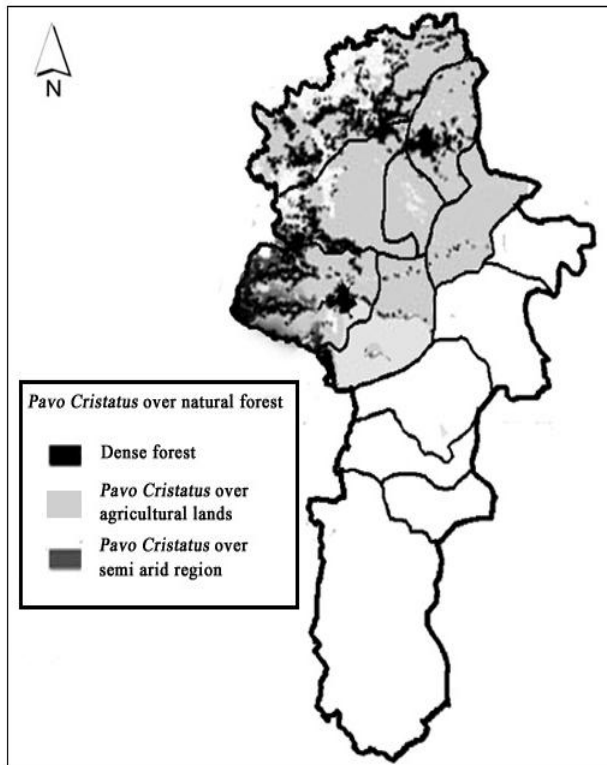 N
Pavo Cristatus over natural forest
Dense forest
Pavo Cristatus over
agricultural lands
Pavo Cristatus over
semi arid region